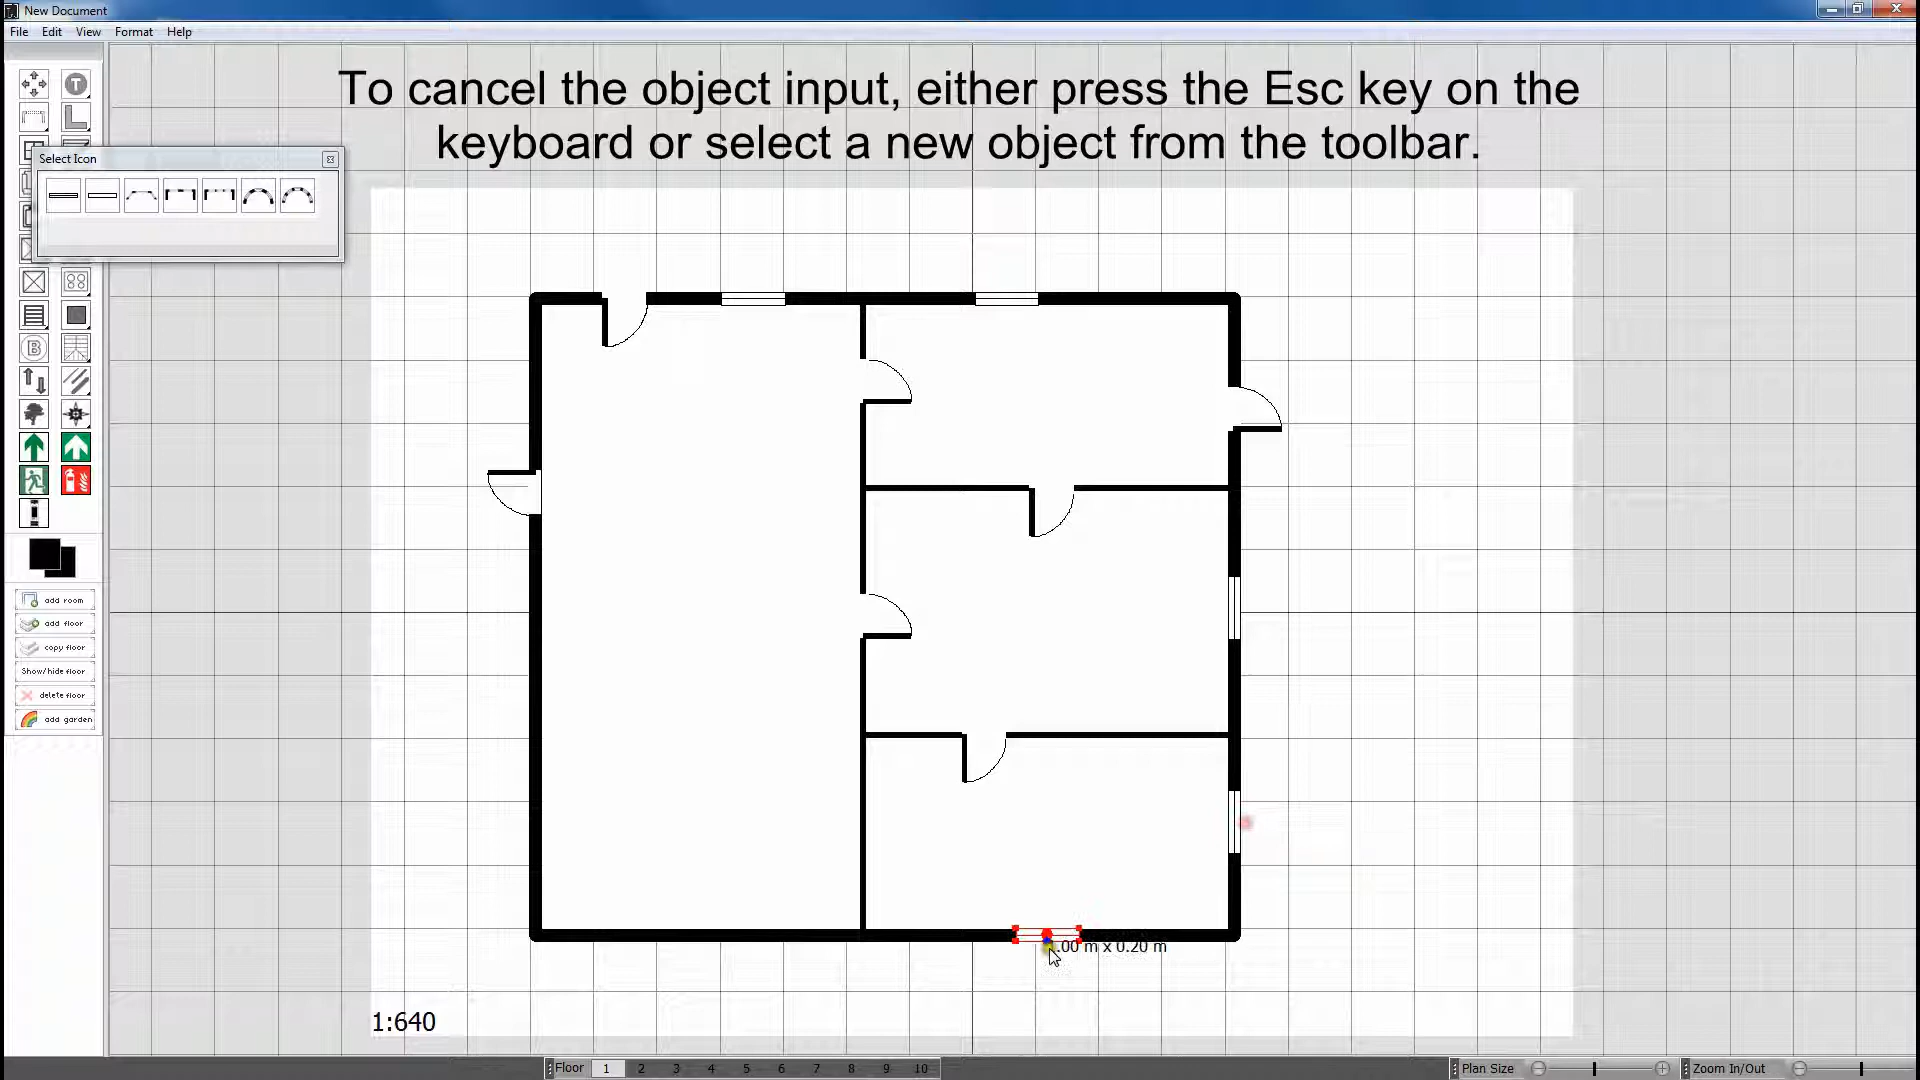 New Document
File Edit View Format Help
To cancel the object input, either press the Esc key on the
keyboard or select a new object from the toolbar.
T
Select Icon
B
add room
add floor
copy floor
Show/hide floor
delete floor
add garden
.00 m x 0.20 m
1:640
Floor 1 2 3 4 5 6 7 8 9 10
Plan Size
Zoom In/Out